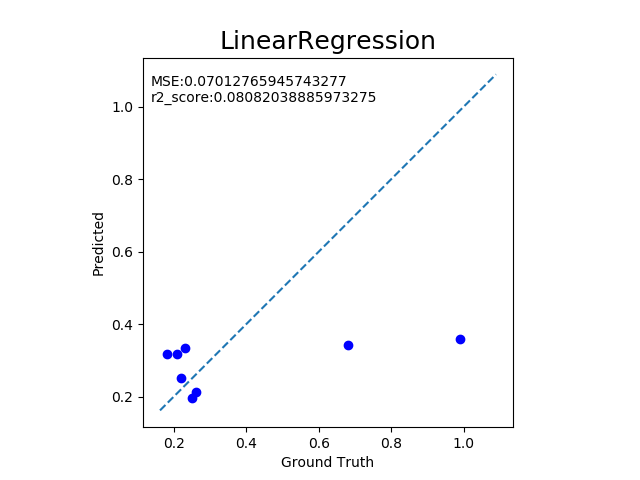 LinearRegression
MSE:0.07012765945743277
r2_score:0.08082038885973275
1.0
0.8
0.6
0.4
0.2
Predicted
0.2 0.4 0.6 0.8 1.0
Ground Truth